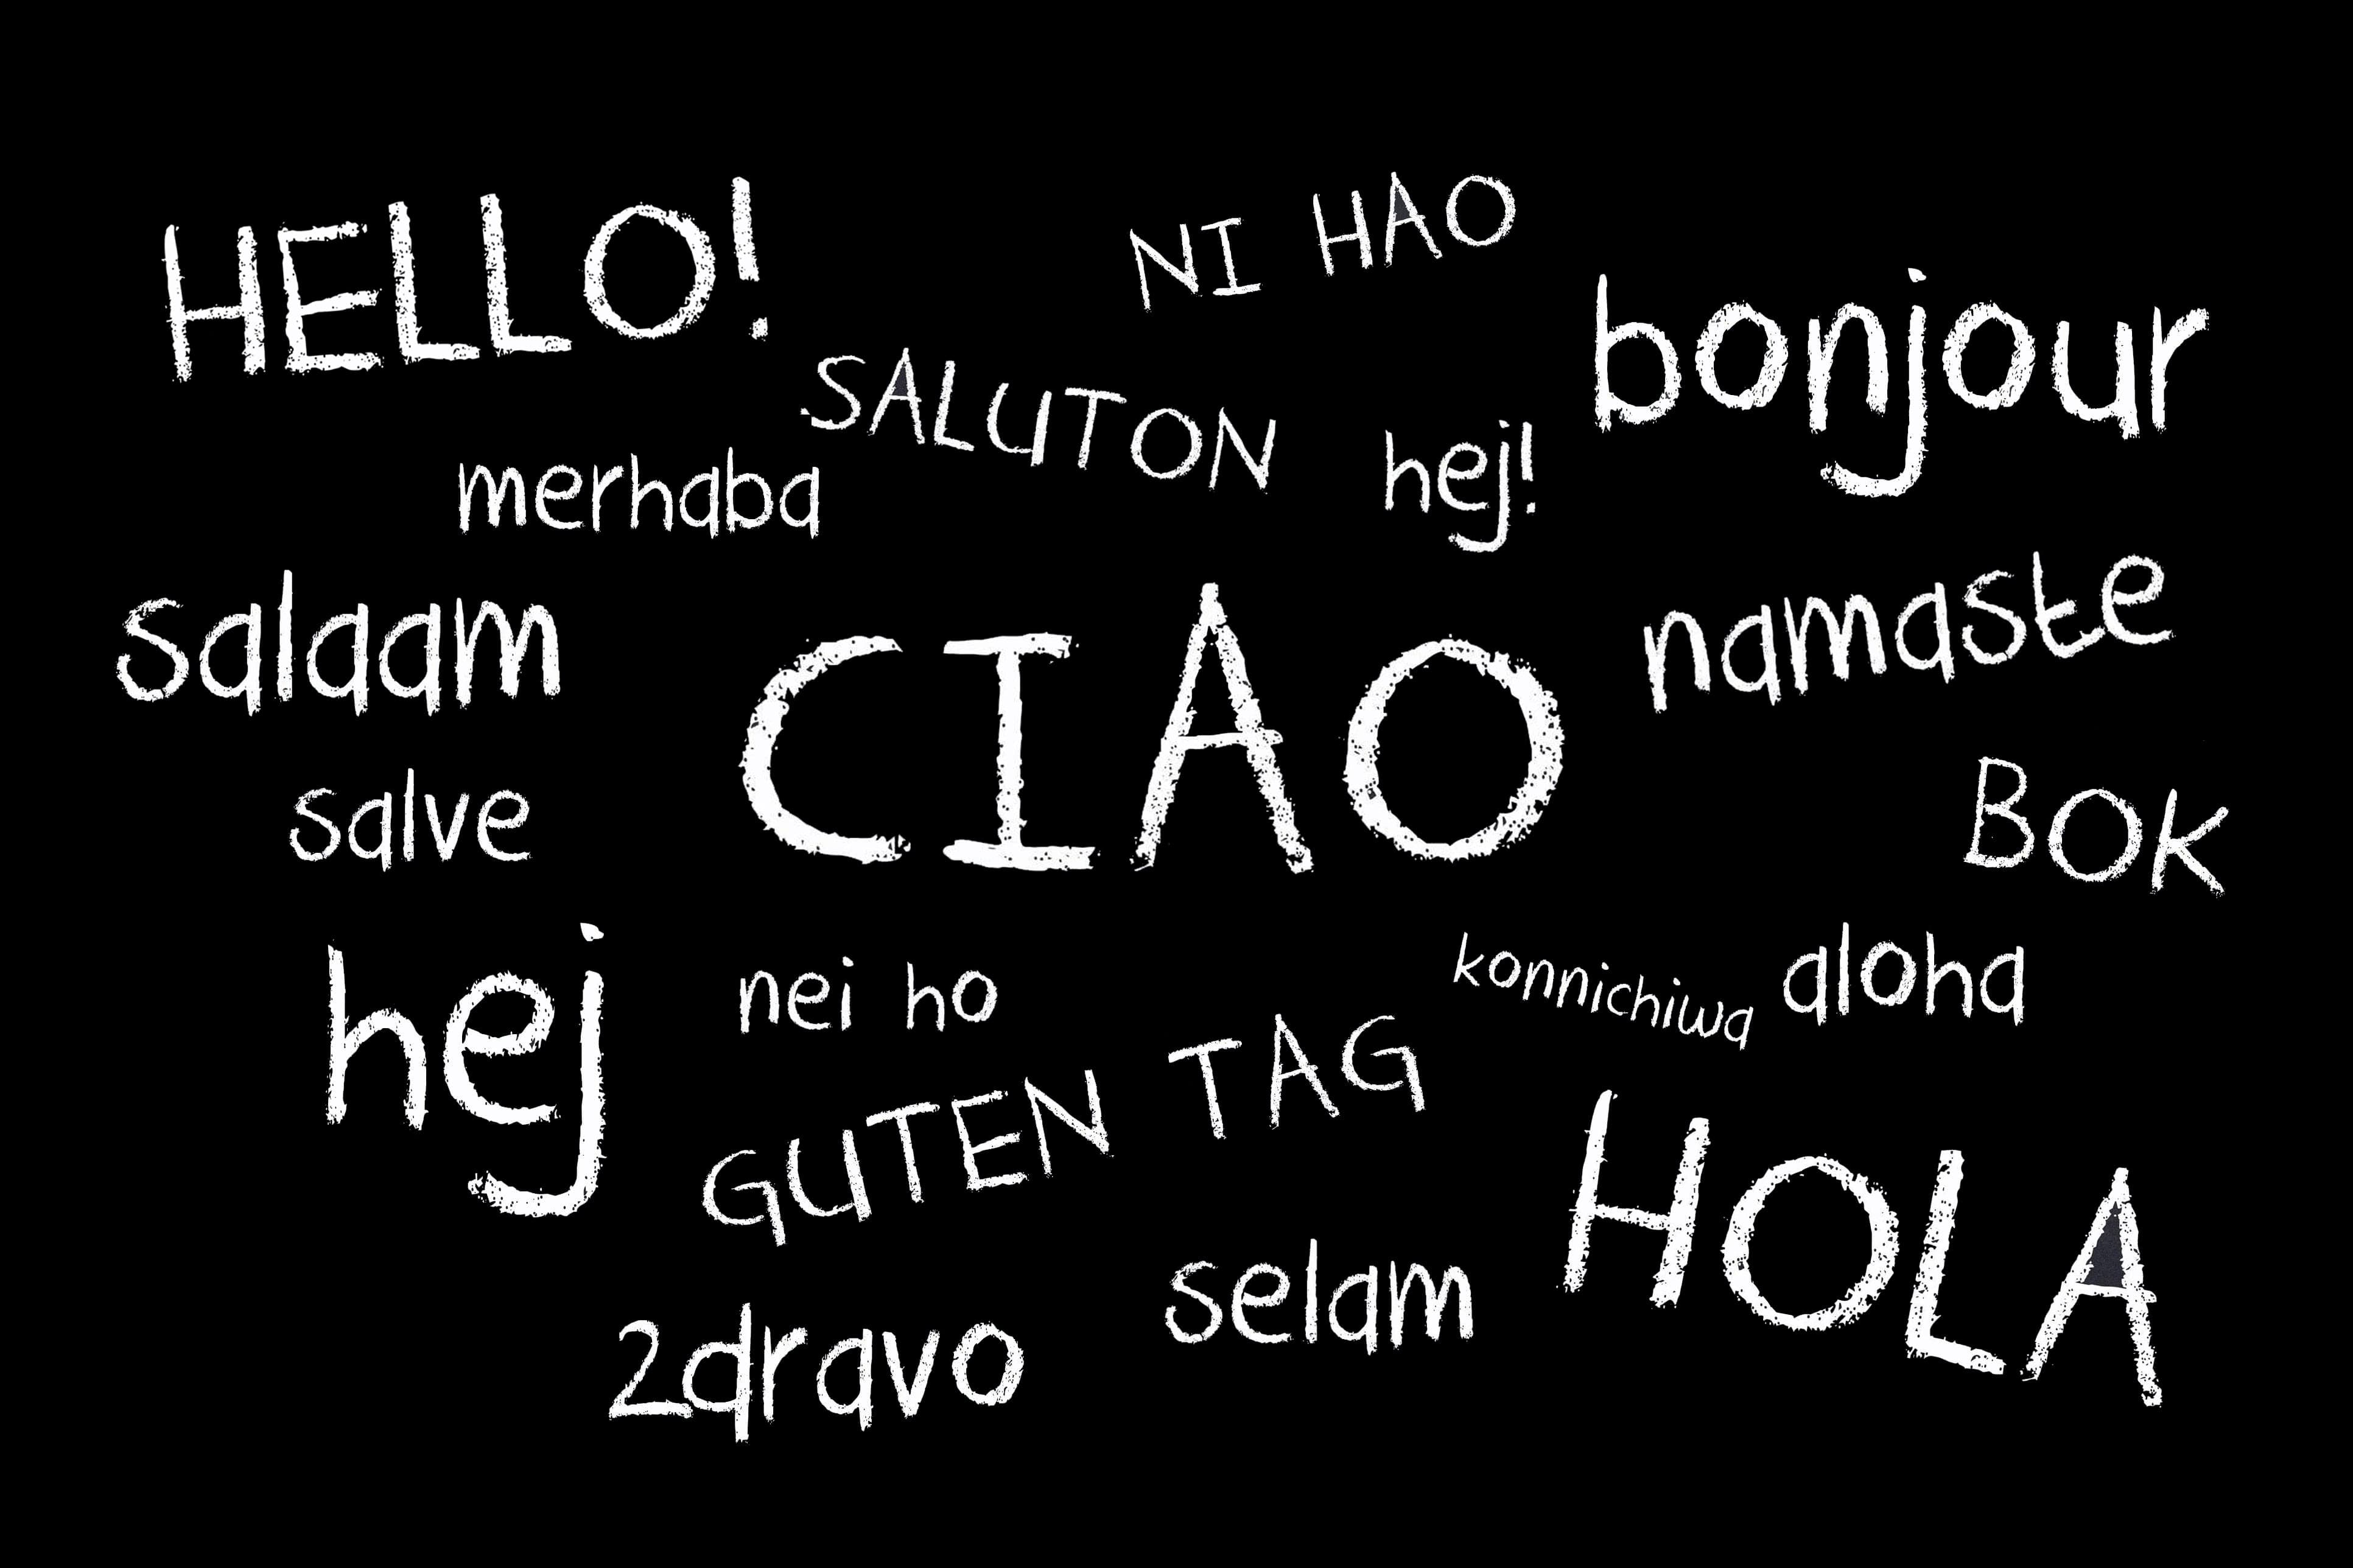 HELLO!
NI HAO
bonjour
SALUTON
hej!
merhaba
salaam
namaste
CIAO
salve
BOK
hej
nei ho
konnichiwa
aloha
GUTEN TAG
HOLA
selam
2dravo